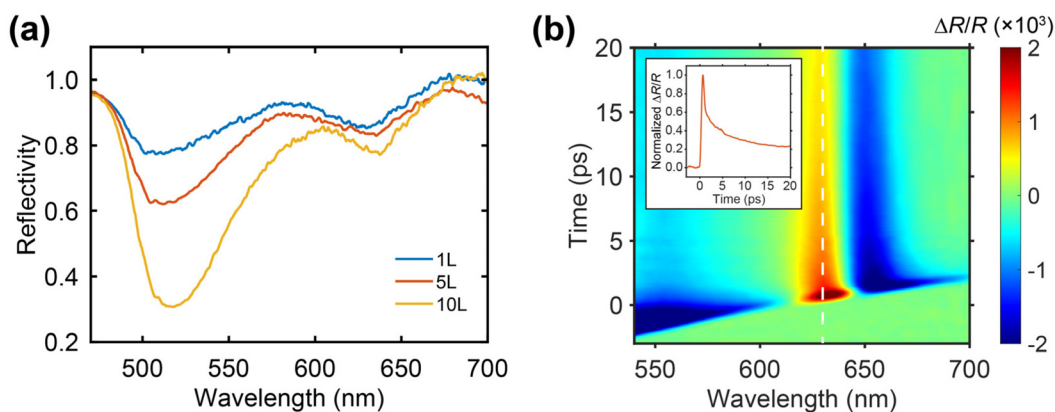 (a)
Reflectivity
1.0
0.8
0.6
0.4
0.2
500
550
600
650
700
Wavelength (nm)
1L
5L
10L
(b)
ΔR/R (×10³)
Time (ps)
20
15
10
5
0
550
600
650
700
Wavelength (nm)
Normalized ΔR/R
1.0
0.8
0.6
0.4
0.2
0.0
0
5
10
15
20
Time (ps)
2
1
0
-1
-2